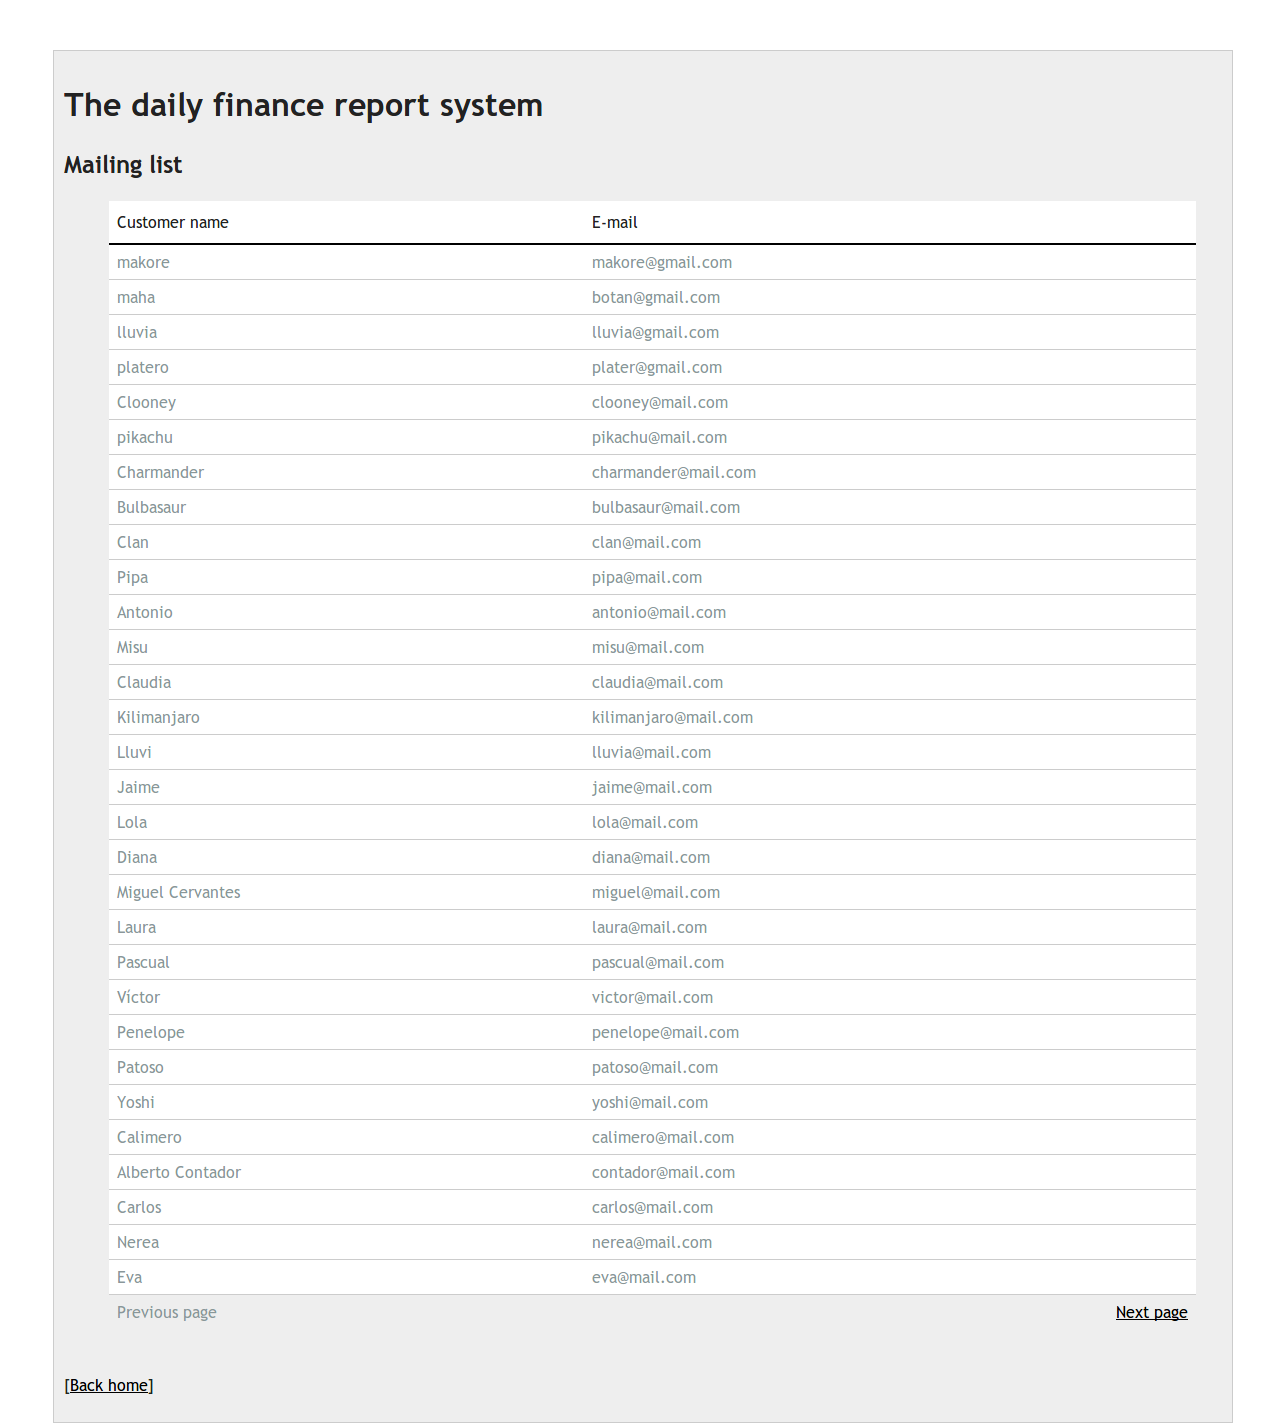 The daily finance report system
Mailing list
Customer name E-mail
makore makore@gmail.com
maha botan@gmail.com
lluvia lluvia@gmail.com
platero plater@gmail.com
Clooney clooney@mail.com
pikachu pikachu@mail.com
Charmander charmander@mail.com
Bulbasaur bulbasaur@mail.com
Clan clan@mail.com
Pipa pipa@mail.com
Antonio antonio@mail.com
Misu misu@mail.com
Claudia claudia@mail.com
Kilimanjaro kilimanjaro@mail.com
Lluvi lluvia@mail.com
Jaime jaime@mail.com
Lola lola@mail.com
Diana diana@mail.com
Miguel Cervantes miguel@mail.com
Laura laura@mail.com
Pascual pascual@mail.com
Víctor victor@mail.com
Penelope penelope@mail.com
Patoso patoso@mail.com
Yoshi yoshi@mail.com
Calimero calimero@mail.com
Alberto Contador contador@mail.com
Carlos carlos@mail.com
Nerea nerea@mail.com
Eva eva@mail.com
Previous page Next page
[Back home]